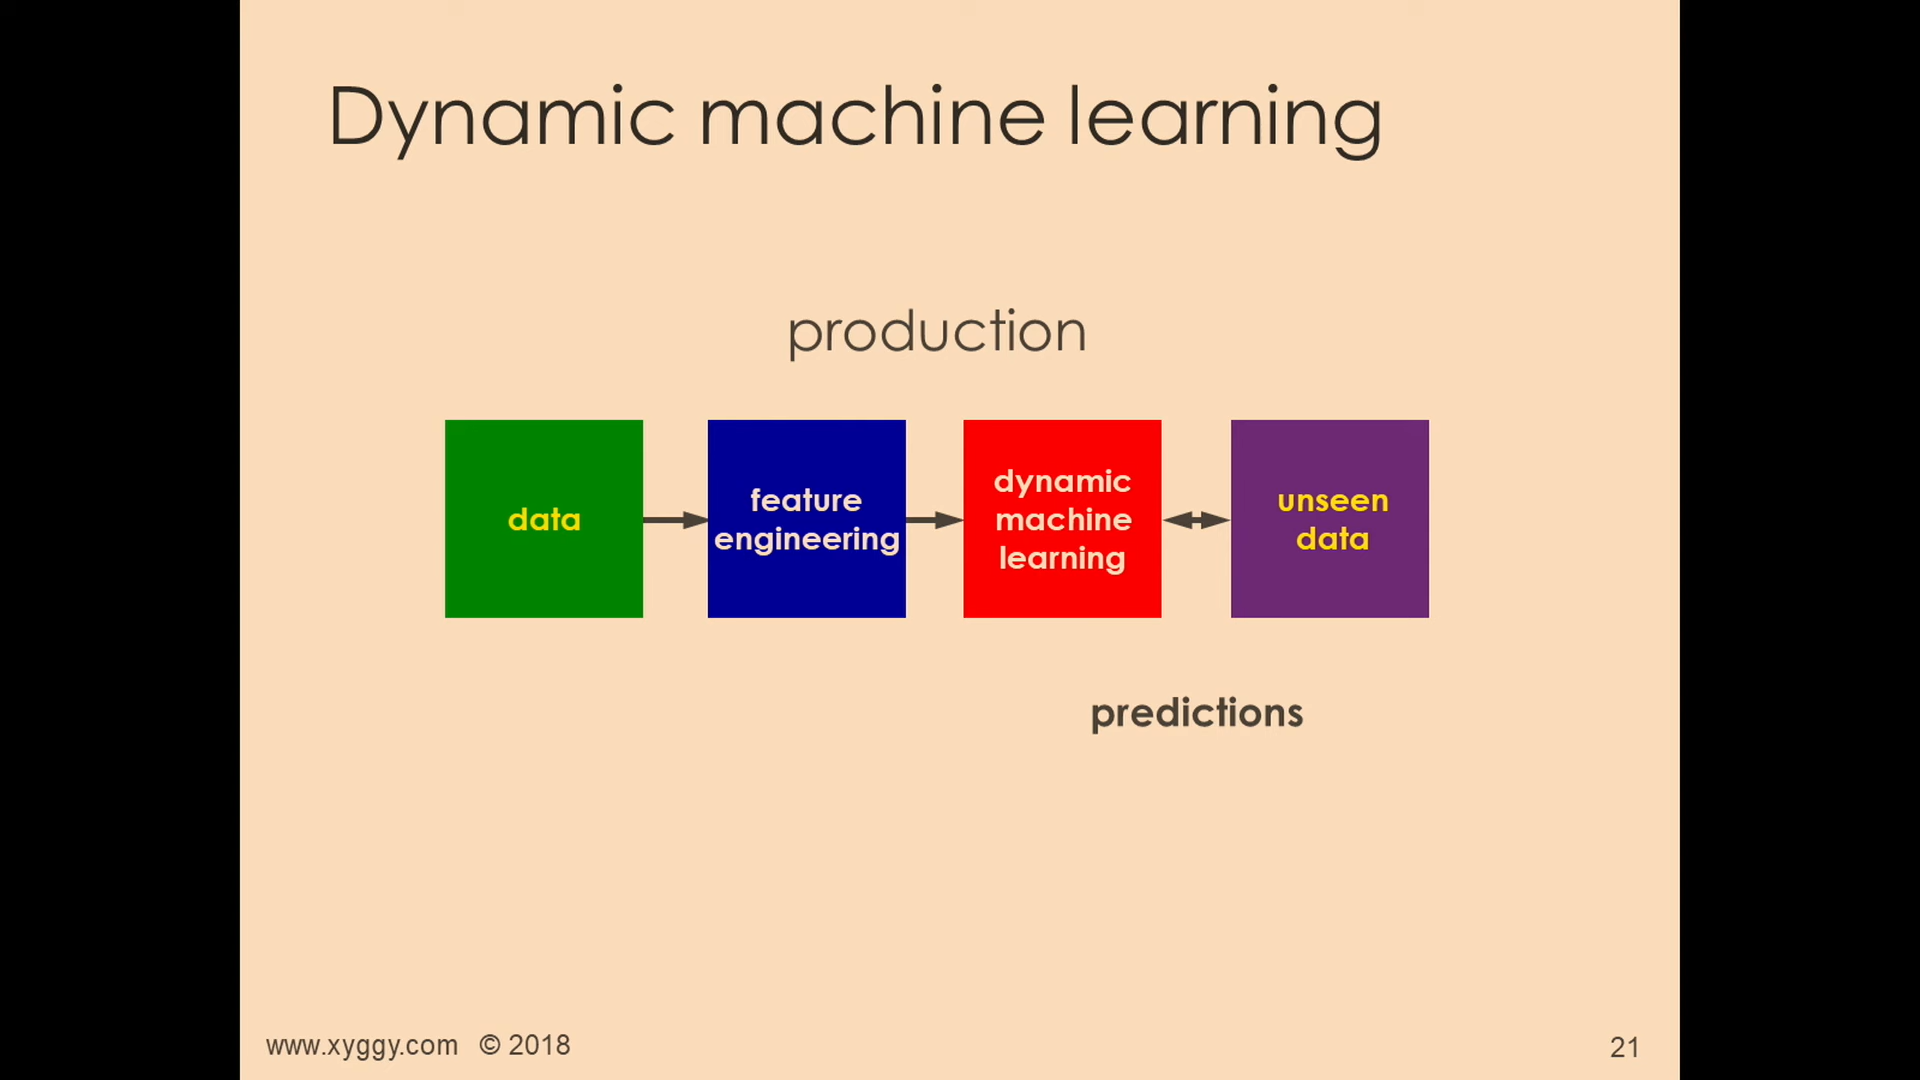 Dynamic machine learning
production
data
feature
engineering
dynamic
machine
learning
unseen
data
predictions
www.xyggy.com © 2018
21